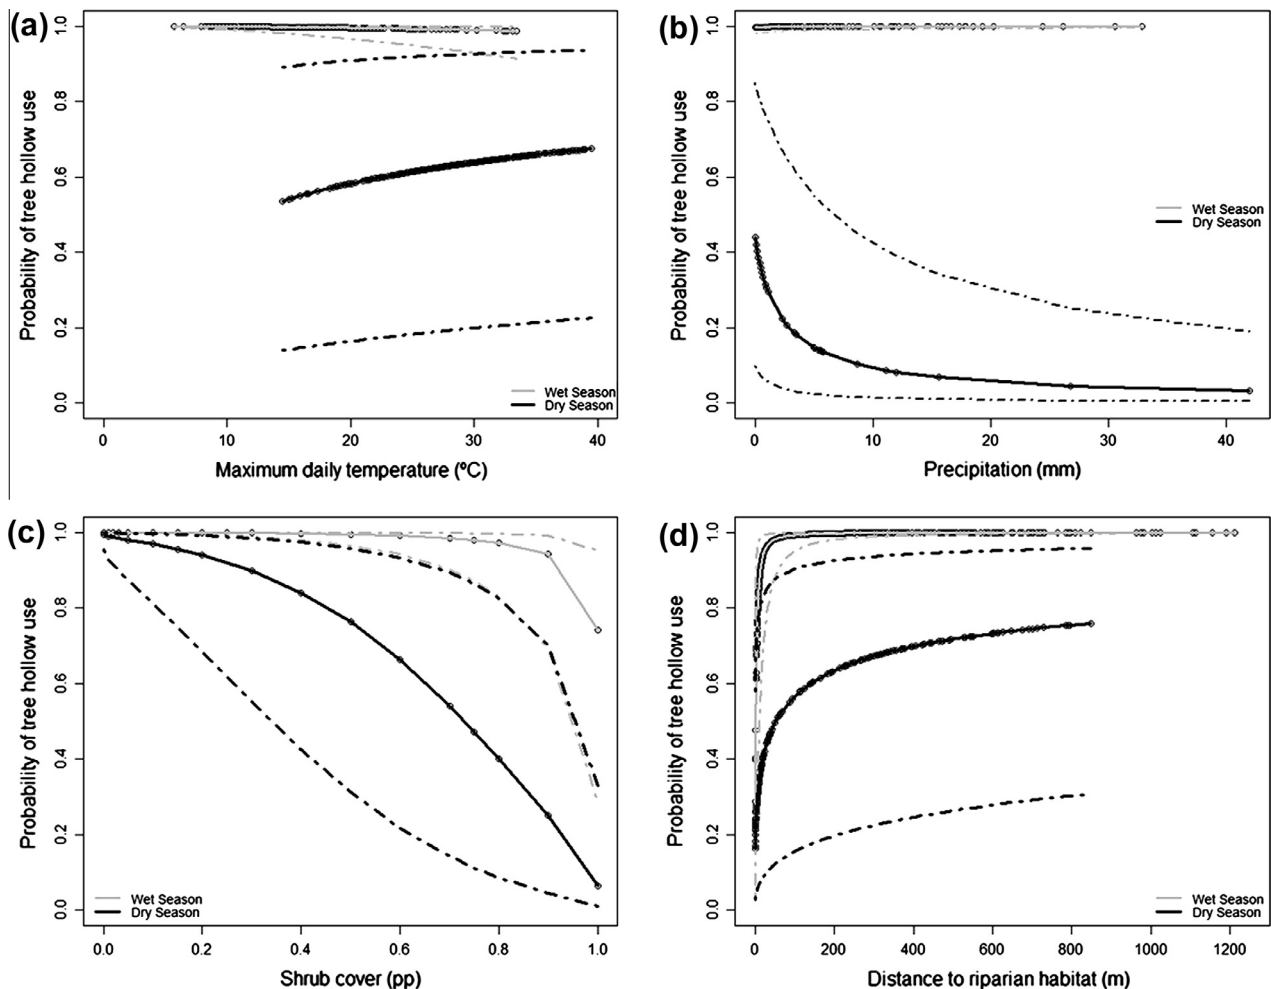 (a)
Probability of tree hollow use
1.0
0.8
0.6
0.4
0.2
0.0
0 10 20 30 40
Maximum daily temperature (ºC)
Wet Season
Dry Season
(b)
Probability of tree hollow use
1.0
0.8
0.6
0.4
0.2
0.0
0 10 20 30 40
Precipitation (mm)
Wet Season
Dry Season
(c)
Probability of tree hollow use
1.0
0.8
0.6
0.4
0.2
0.0
0.0 0.2 0.4 0.6 0.8 1.0
Shrub cover (pp)
Wet Season
Dry Season
(d)
Probability of tree hollow use
1.0
0.8
0.6
0.4
0.2
0.0
0 200 400 600 800 1000 1200
Distance to riparian habitat (m)
Wet Season
Dry Season